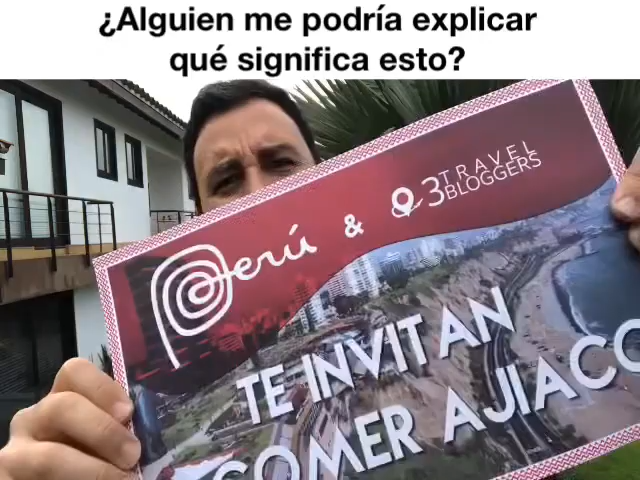 ¿Alguien me podría explicar
qué significa esto?
Perú & 3 TRAVEL
BLOGGERS
TE INVITAN
COMER AJIACO